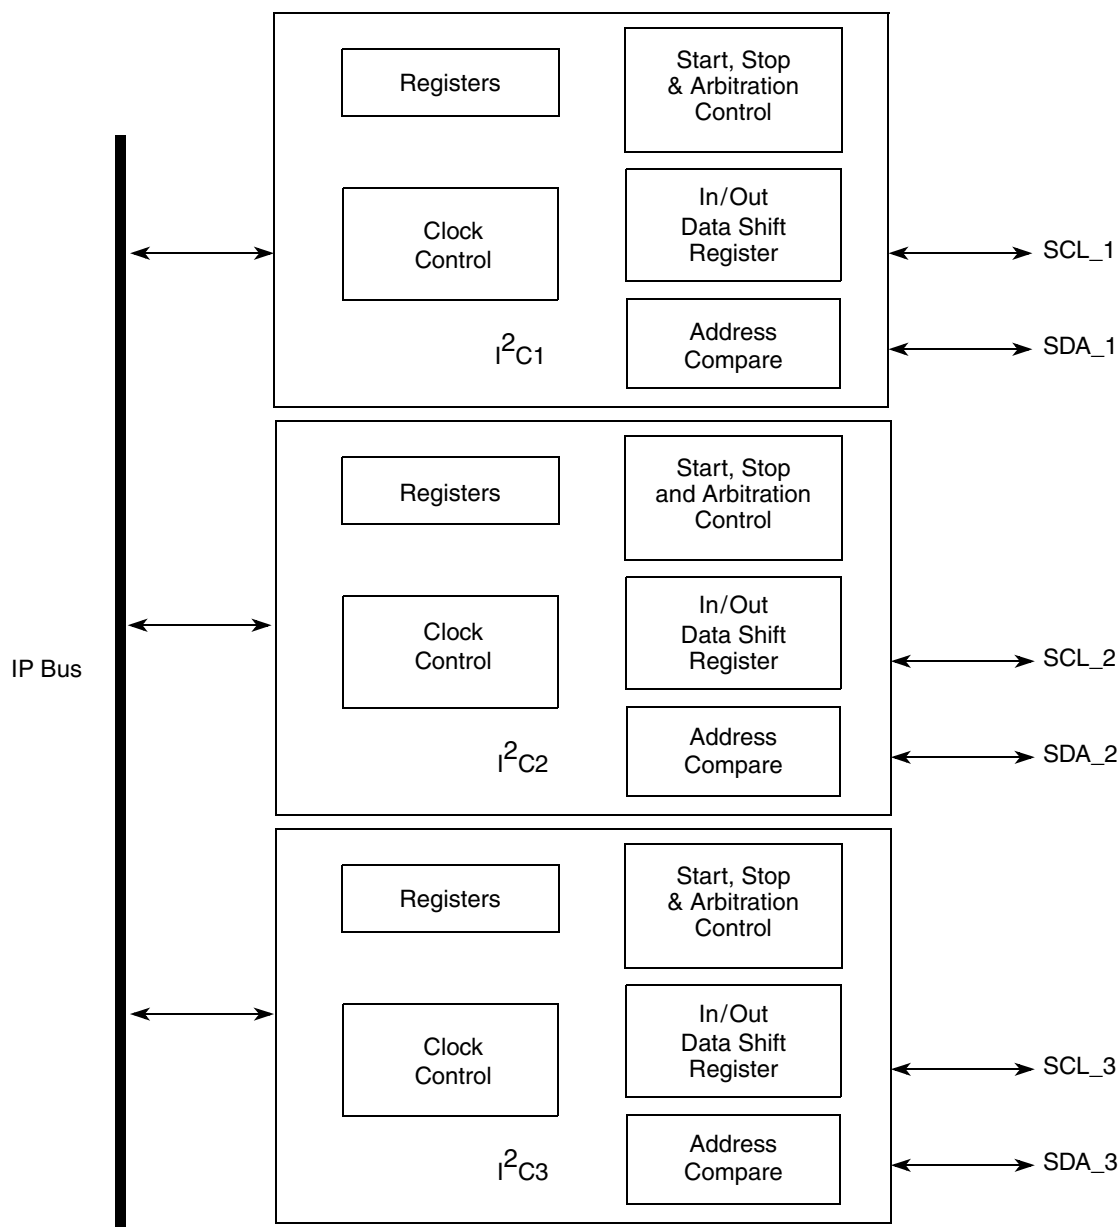 Registers
Start, Stop
& Arbitration
Control
Clock
Control
In/Out
Data Shift
Register
SCL_1
Address
Compare
I²C1
SDA_1
Registers
Start, Stop
and Arbitration
Control
Clock
Control
In/Out
Data Shift
Register
IP Bus
SCL_2
Address
Compare
I²C2
SDA_2
Registers
Start, Stop
& Arbitration
Control
Clock
Control
In/Out
Data Shift
Register
SCL_3
Address
Compare
I²C3
SDA_3